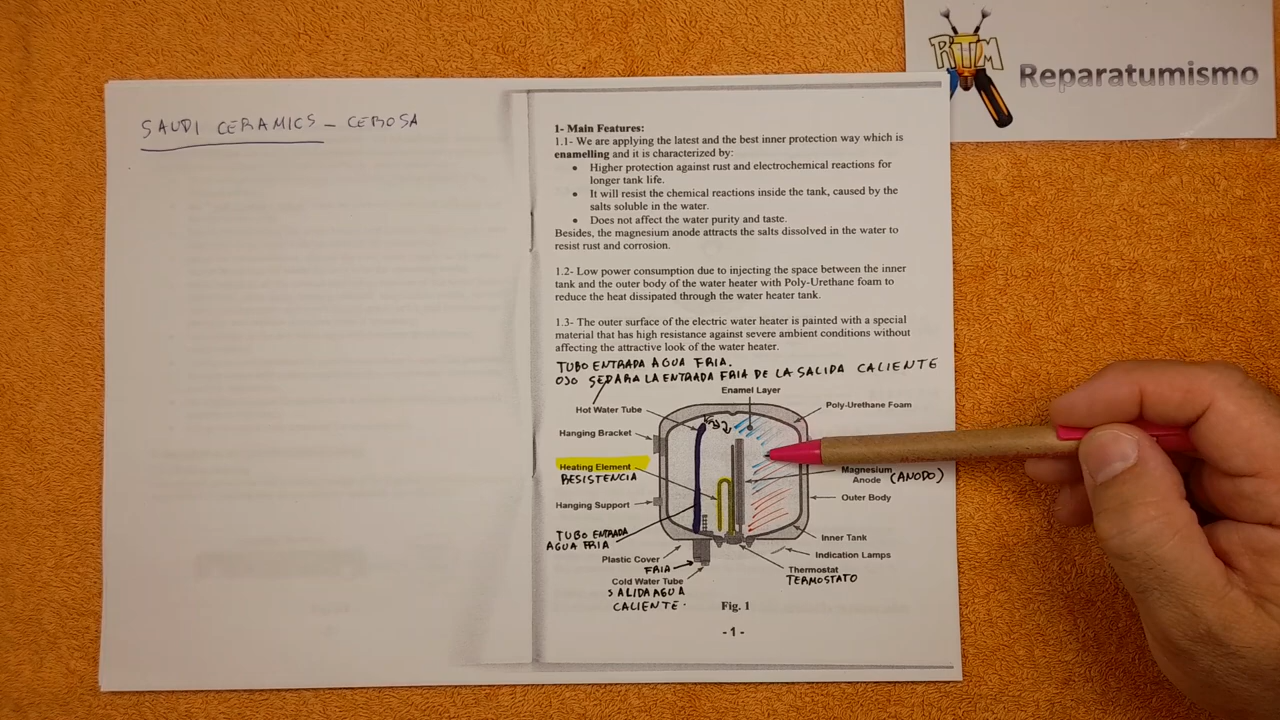 RTM
Reparatumismo
SAUDI CERAMICS - CEROSA
1- Main Features:
1.1- We are applying the latest and the best inner protection way which is
enamelling and it is characterized by:
• Higher protection against rust and electrochemical reactions for
longer tank life.
• It will resist the chemical reactions inside the tank, caused by the
salts soluble in the water.
• Does not affect the water purity and taste.
Besides, the magnesium anode attracts the salts dissolved in the water to
resist rust and corrosion.
1.2- Low power consumption due to injecting the space between the inner
tank and the outer body of the water heater with Poly-Urethane foam to
reduce the heat dissipated through the water heater tank.
1.3- The outer surface of the electric water heater is painted with a special
material that has high resistance against severe ambient conditions without
affecting the attractive look of the water heater.
TUBO ENTRADA AGUA FRIA.
OJO SEPARA LA ENTRADA FRIA DE LA SALIDA CALIENTE
Enamel Layer
Hot Water Tube
Poly-Urethane Foam
Hanging Bracket
Heating Element
RESISTENCIA
Magnesium
Anode (ANODO)
Hanging Support
Outer Body
TUBO ENTRADA
AGUA FRIA
Inner Tank
Plastic Cover
Indication Lamps
FRIA
Thermostat
TERMOSTATO
Cold Water Tube
SALIDA AGUA
CALIENTE.
Fig. 1
-1-